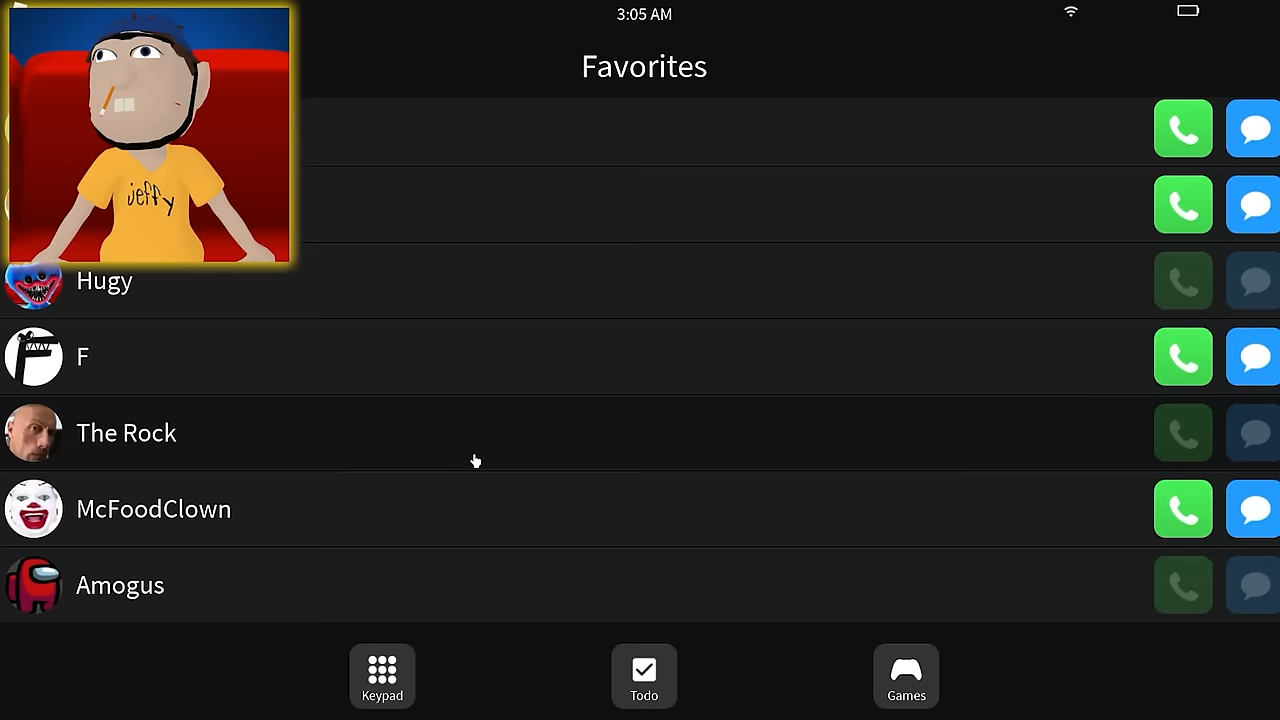 3:05 AM
Favorites
jeffy
Hugy
F
The Rock
McFoodClown
Amogus
Keypad
Todo
Games